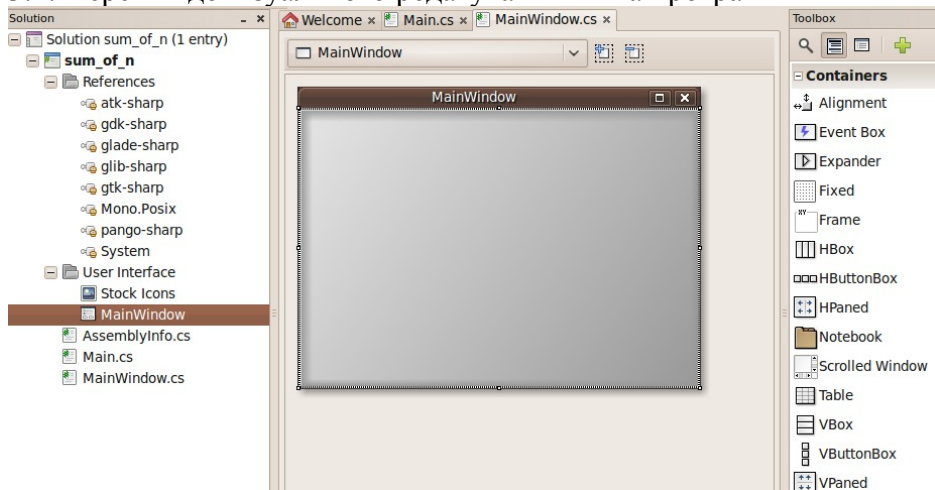 Solution
Solution sum_of_n (1 entry)
sum_of_n
References
atk-sharp
gdk-sharp
glade-sharp
glib-sharp
gtk-sharp
Mono.Posix
pango-sharp
System
User Interface
Stock Icons
MainWindow
AssemblyInfo.cs
Main.cs
MainWindow.cs
Welcome
Main.cs
MainWindow.cs
MainWindow
MainWindow
Toolbox
Containers
Alignment
Event Box
Expander
Fixed
XY Frame
HBox
HButtonBox
HPaned
Notebook
Scrolled Window
Table
VBox
VButtonBox
VPaned